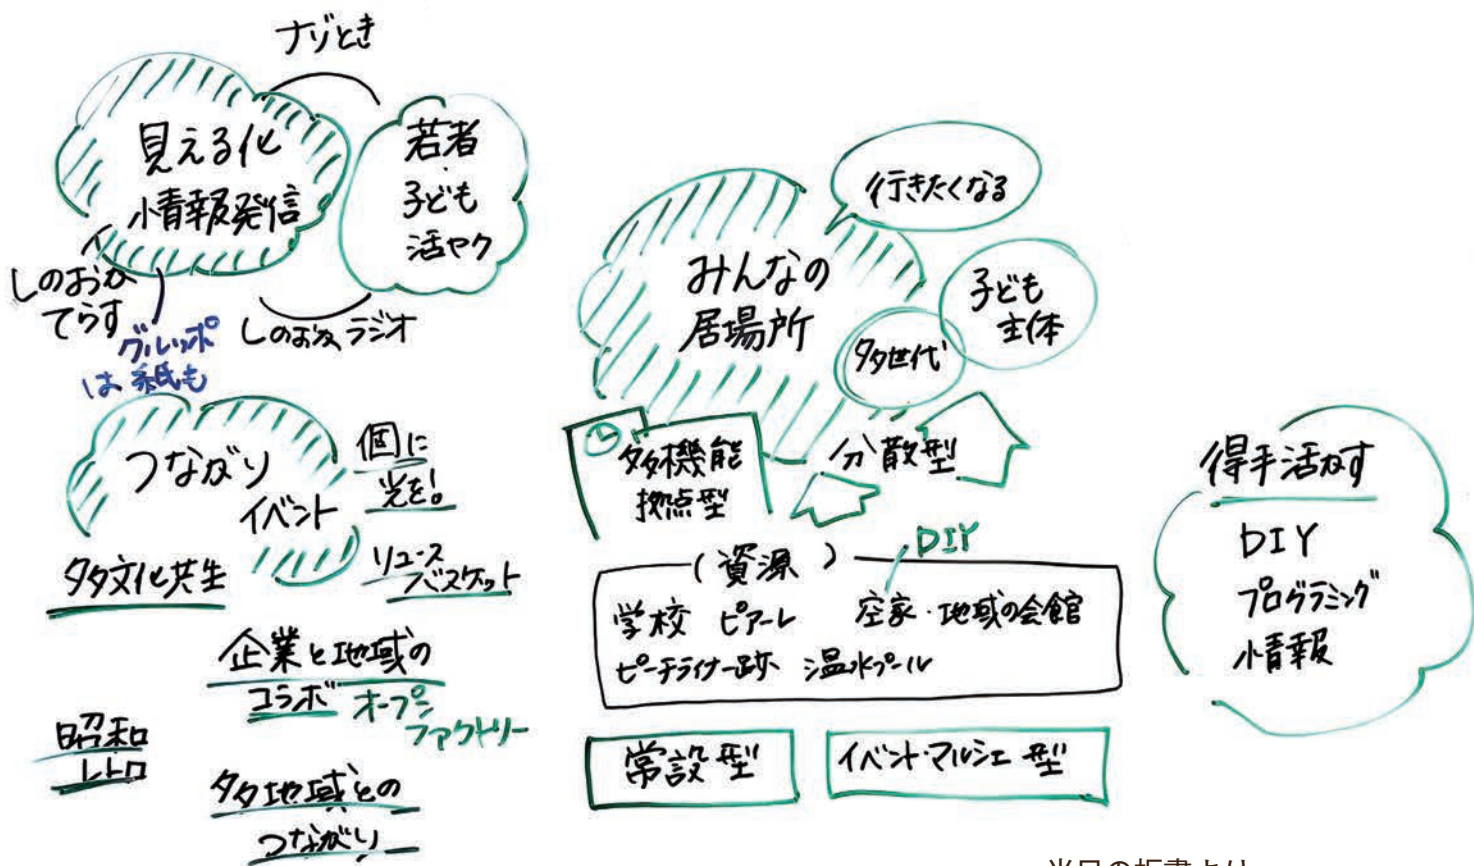 ナゾとき
見える化
情報発信
若者
・
子ども
活ヤク
しのおか
てらす
グルッポ
は紙も
しのおかラジオ
つながり
イベント
個に
光を!
多文化共生
リユース
バスケット
企業と地域の
コラボ オープン
ファクトリー
昭和
レトロ
多地域との
つながり
みんなの
居場所
行きたくなる
子ども
主体
多世代
多機能
拠点型
分散型
(資源)
DIY
学校 ピアーレ 空家・地域の会館
ピーチライナー跡 温水プール
常設型
イベント・マルシェ型
得手活かす
DIY
プログラミング
情報